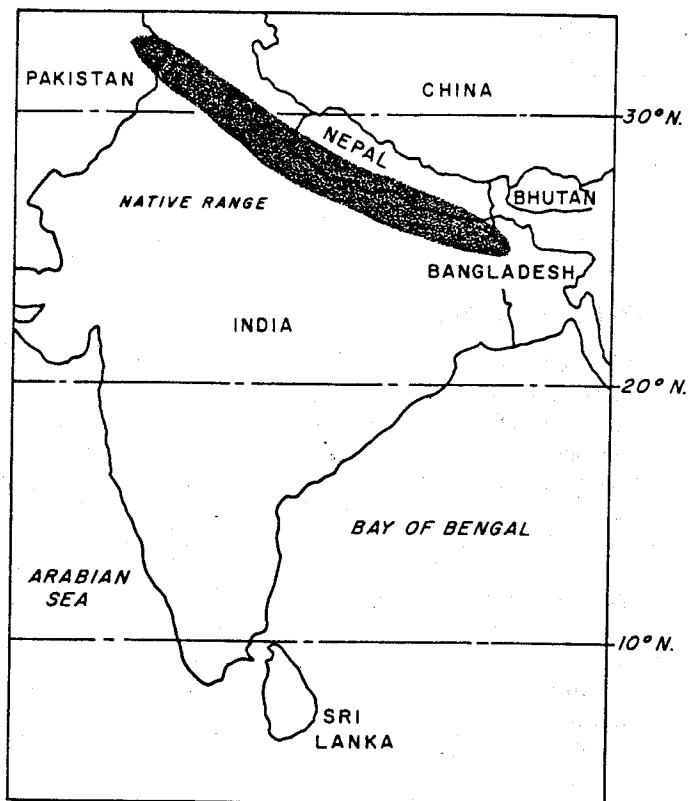 PAKISTAN
CHINA
30° N.
NEPAL
BHUTAN
NATIVE RANGE
BANGLADESH
INDIA
20° N.
BAY OF BENGAL
ARABIAN
SEA
10° N.
SRI
LANKA